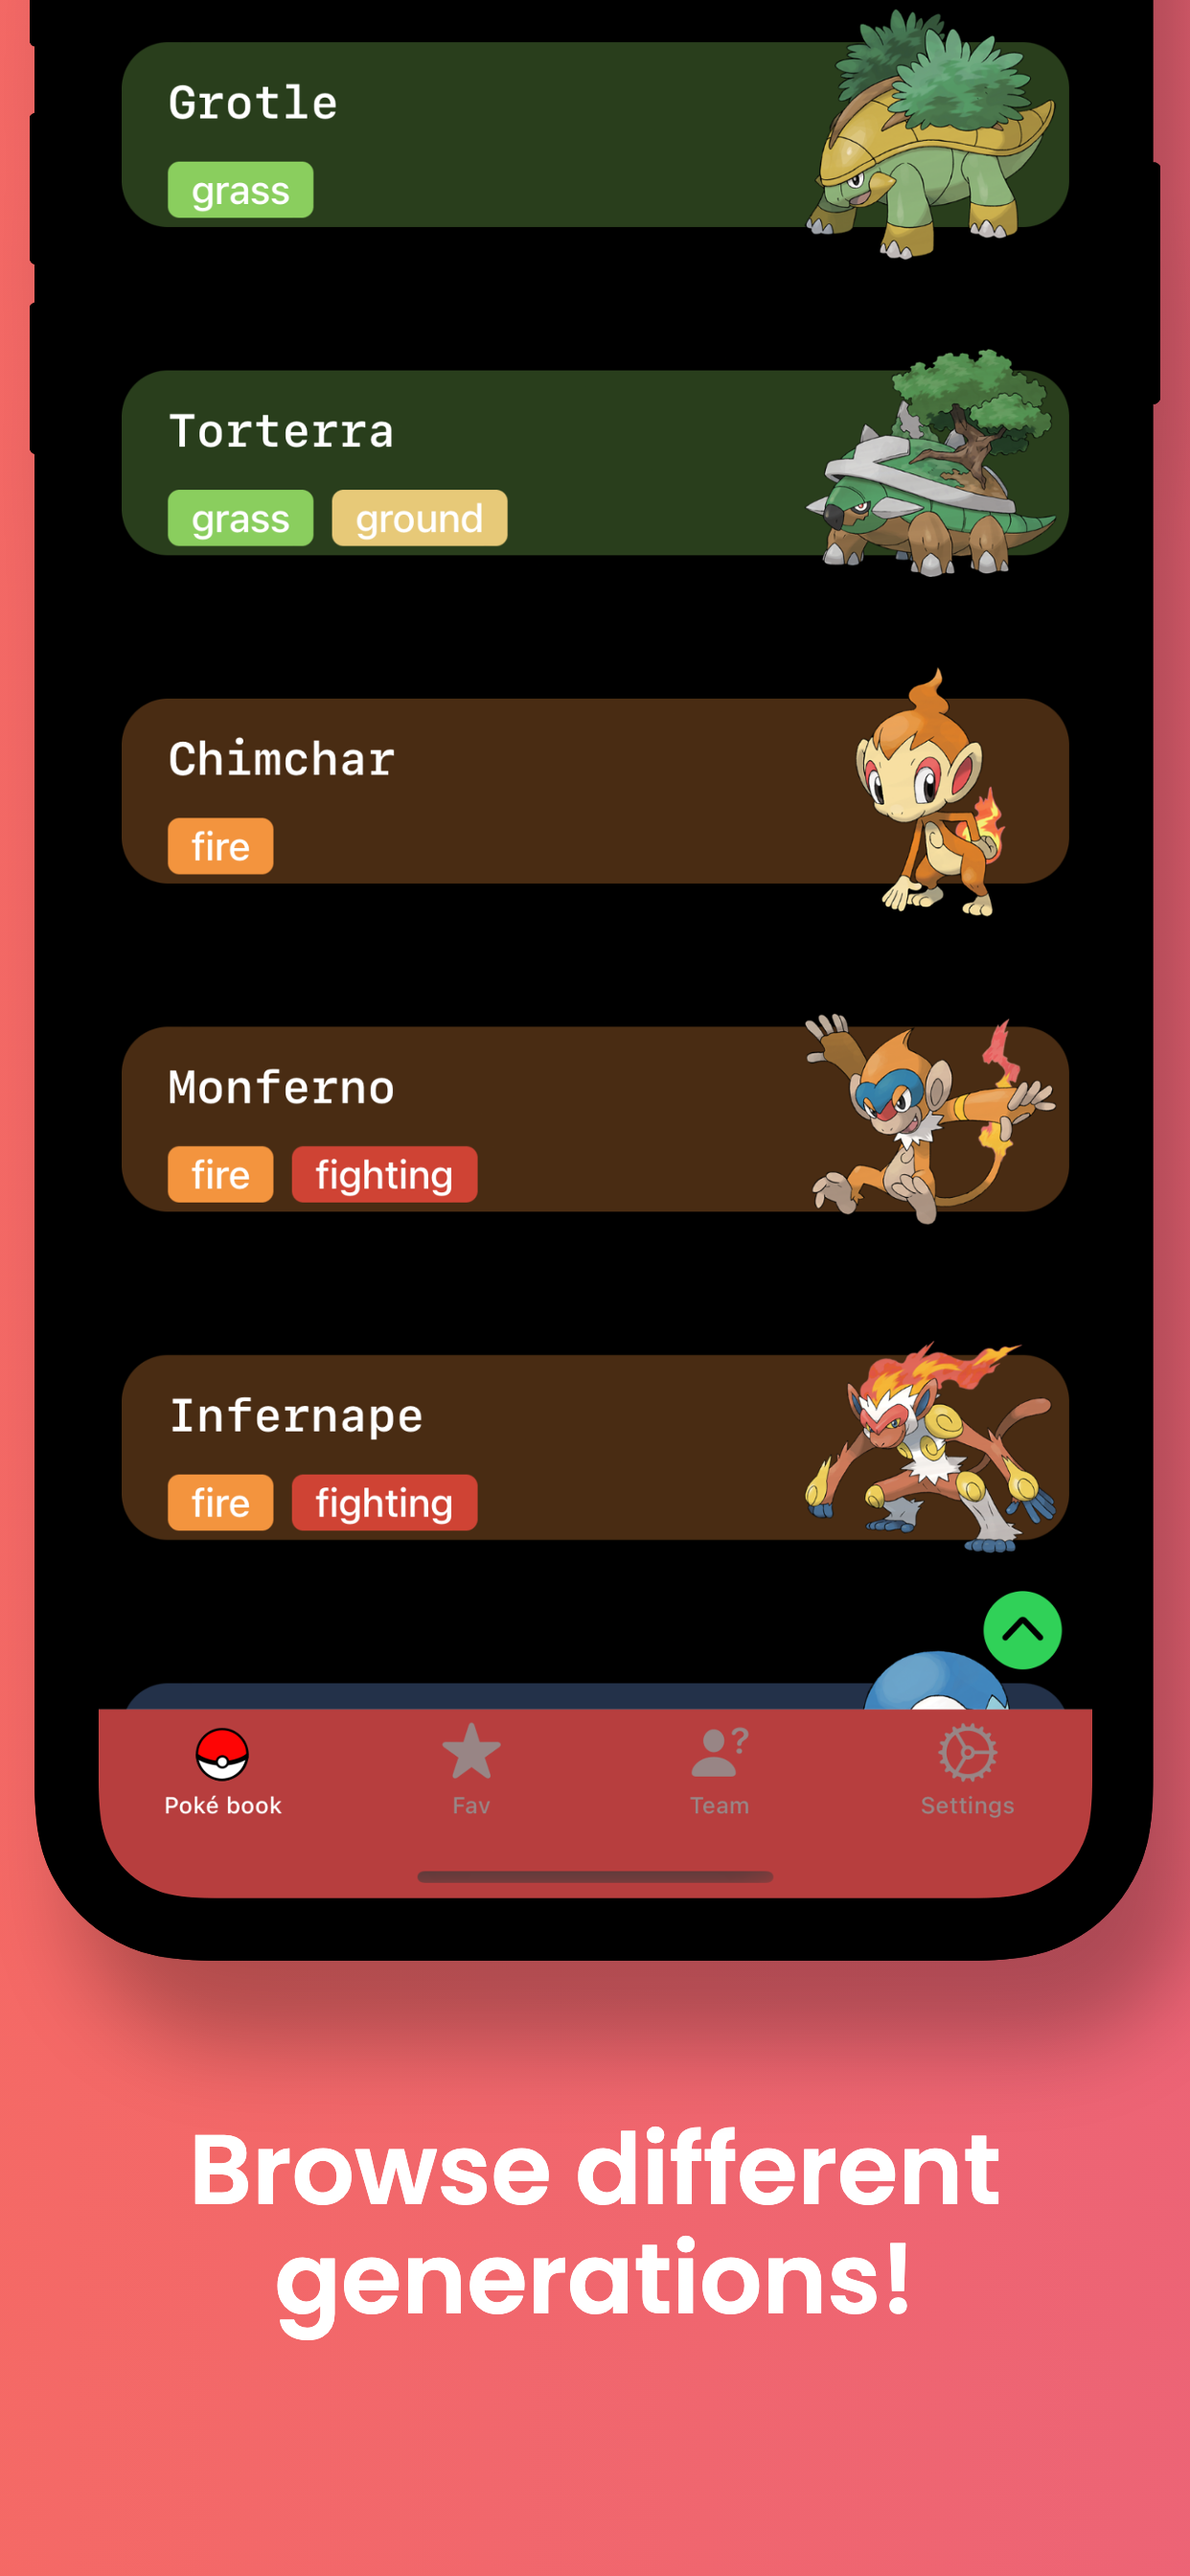 Grotle
grass
Torterra
grass ground
Chimchar
fire
Monferno
fire fighting
Infernape
fire fighting
Poké book Fav Team Settings
Browse different
generations!